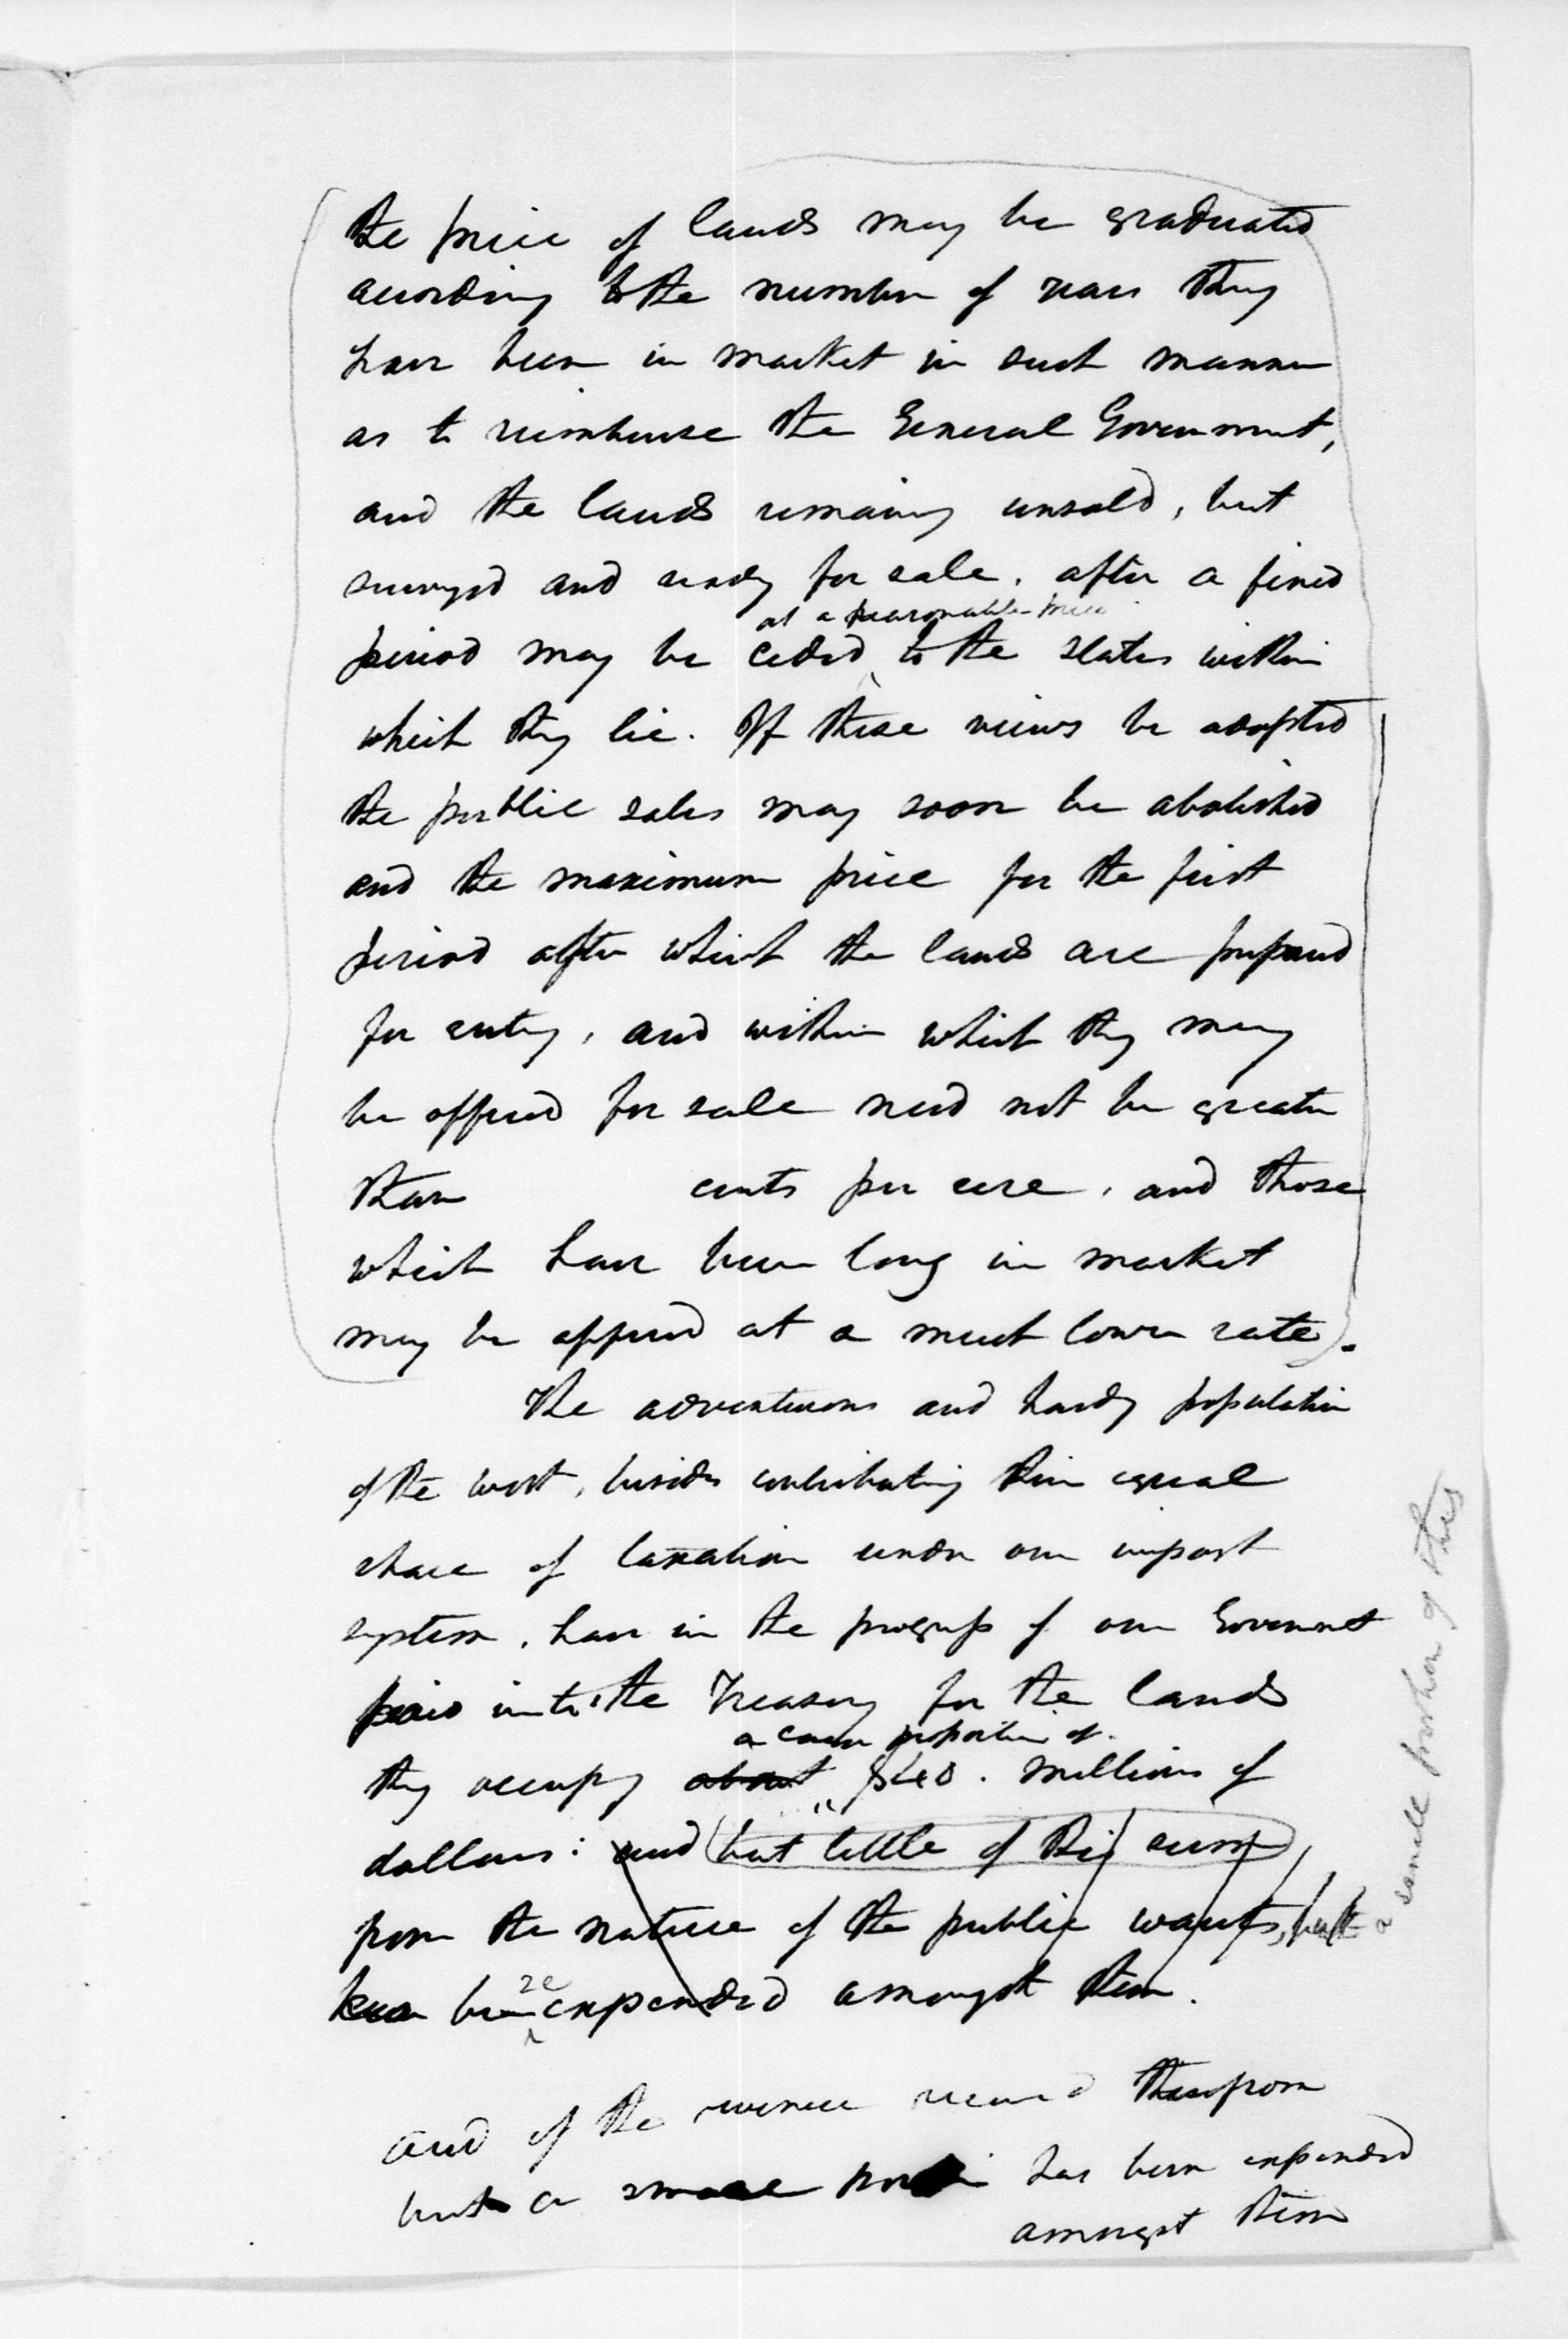 the price of lands may be graduated
according to the number of years they
have been in market in such manner
as to reimburse the General Government,
and the lands remaining unsold, but
surveyed and ready for sale, after a fixed
at a reasonable price
period may be ceded to the States within
which they lie. If these views be adopted
the public sales may soon be abolished
and the maximum price for the first
period after which the lands are prepared
for entry, and within which they may
be offered for sale need not be greater
than cents per acre, and those
which have been long in market
may be offered at a much lower rate.
The adventurous and hardy population
of the west, besides contributing their equal
share of taxation under our impost
system, have in the progress of our Government
paid into the Treasury for the lands
a proportion of
they occupy about $40. millions of
dollars: and but little of this sum,
from the nature of the public wants, but
a small portion of this
been expended amongst them.
and of the revenue received therefrom
but a small portion has been expended
amongst them